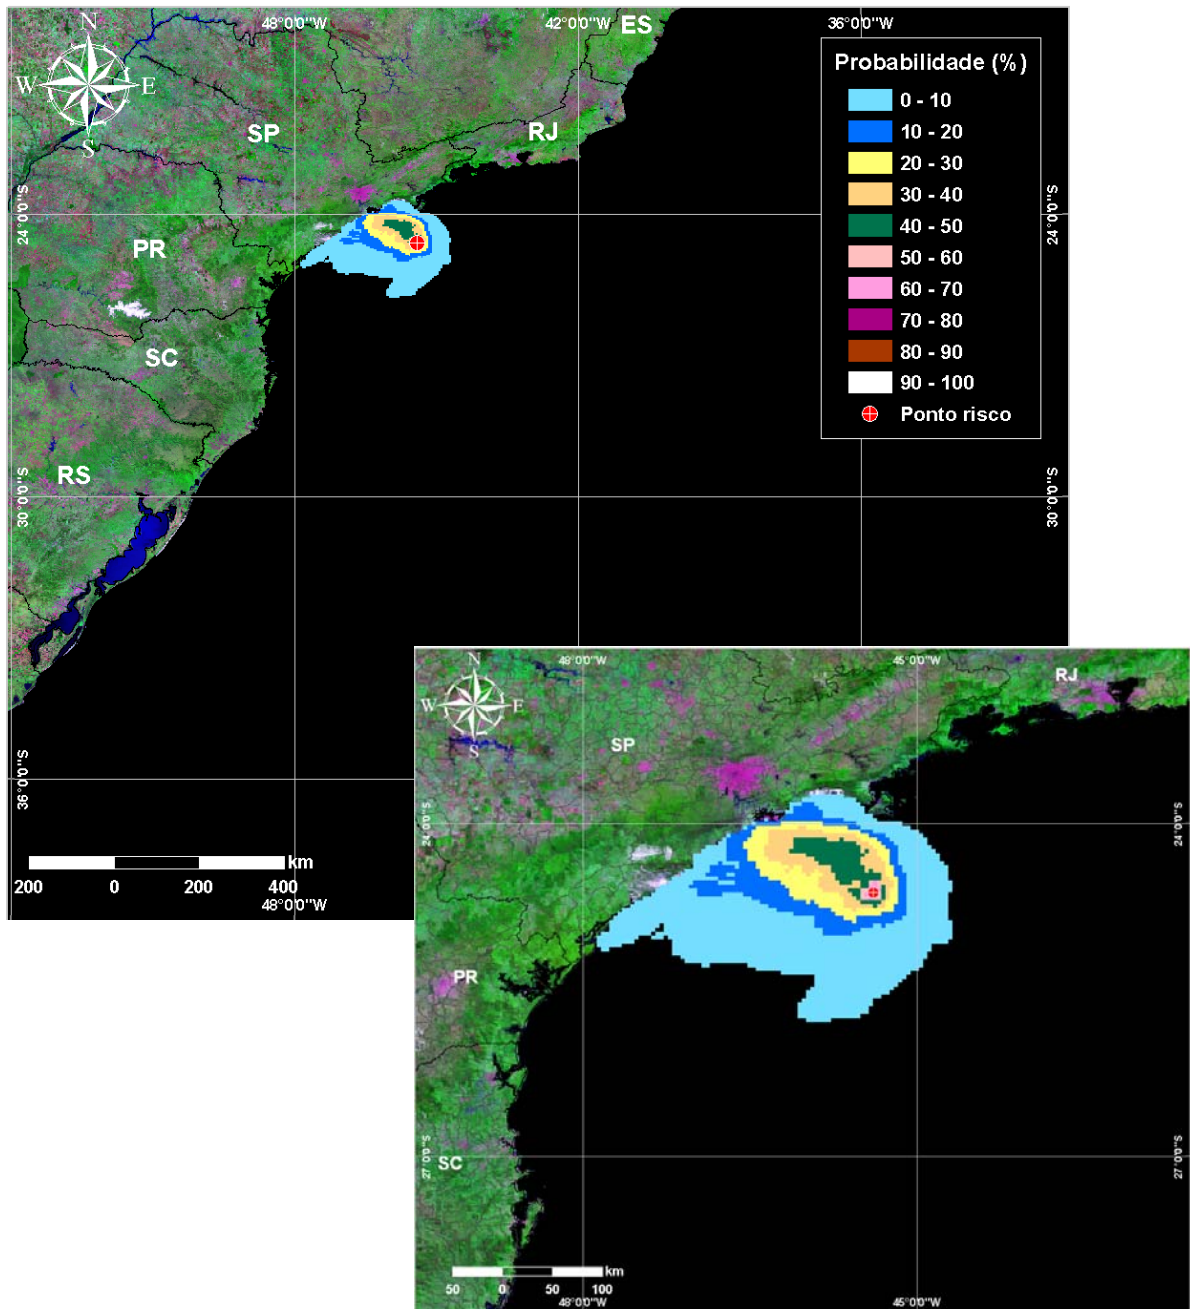 48°0'0"W
42°0'0"W
36°0'0"W
N
W
E
S
ES
SP
RJ
PR
SC
RS
24°0'0"S
24°0'0"S
30°0'0"S
30°0'0"S
36°0'0"S
Probabilidade (%)
0 - 10
10 - 20
20 - 30
30 - 40
40 - 50
50 - 60
60 - 70
70 - 80
80 - 90
90 - 100
Ponto risco
km
200 0 200 400
48°0'0"W
48°0'0"W
45°0'0"W
N
W
E
S
RJ
SP
PR
SC
24°0'0"S
24°0'0"S
27°0'0"S
27°0'0"S
km
50 0 50 100
48°0'0"W
45°0'0"W